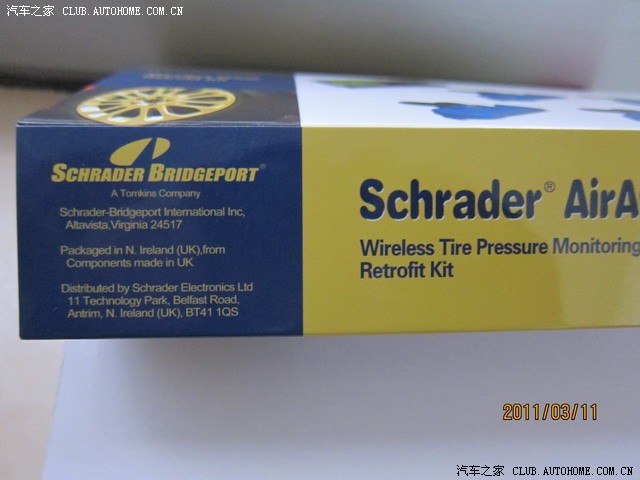 汽车之家 CLUB.AUTOHOME.COM.CN
SCHRADER BRIDGEPORT®
A Tomkins Company
Schrader-Bridgeport International Inc,
Altavista,Virginia 24517
Packaged in N. Ireland (UK),from
Components made in UK
Distributed by Schrader Electronics Ltd
11 Technology Park, Belfast Road,
Antrim, N. Ireland (UK), BT41 1QS
Schrader® AirA
Wireless Tire Pressure Monitoring
Retrofit Kit
2011/03/11
汽车之家 CLUB.AUTOHOME.COM.CN